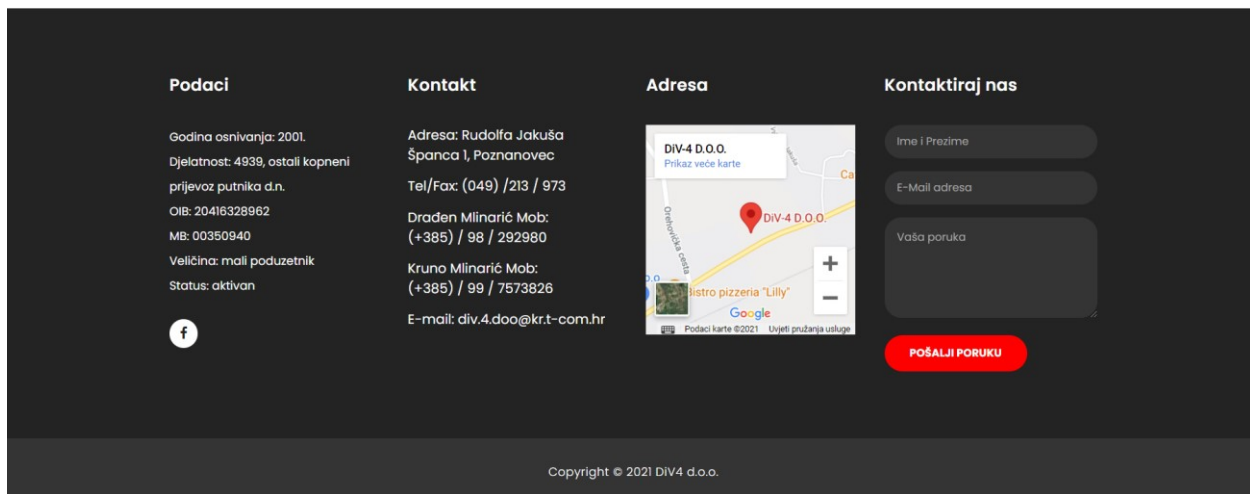 Podaci
Godina osnivanja: 2001.
Djelatnost: 4939, ostali kopneni
prijevoz putnika d.n.
OIB: 20416328962
MB: 00350940
Veličina: mali poduzetnik
Status: aktivan
Kontakt
Adresa: Rudolfa Jakuša
Španca 1, Poznanovec
Tel/Fax: (049) /213 / 973
Drađen Mlinarić Mob:
(+385) / 98 / 292980
Kruno Mlinarić Mob:
(+385) / 99 / 7573826
E-mail: div.4.doo@kr.t-com.hr
Adresa
DiV-4 D.O.O.
Prikaz veće karte
Ca
DiV-4 D.O.O.
Orehovička cesta
Bistro pizzeria "Lilly"
Google
Podaci karte ©2021 Uvjeti pružanja usluge
Kontaktiraj nas
Ime i Prezime
E-Mail adresa
Vaša poruka
POŠALJI PORUKU
Copyright © 2021 DiV4 d.o.o.